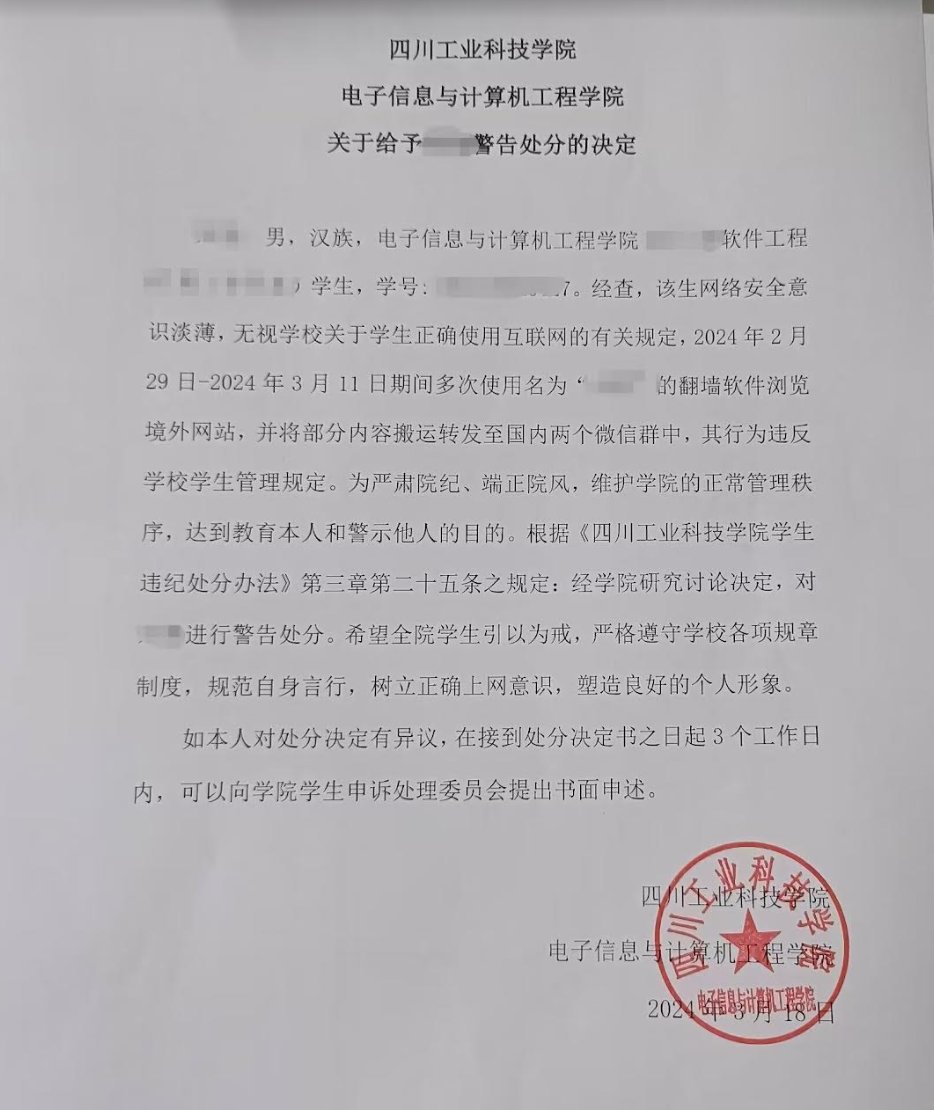 四川工业科技学院
电子信息与计算机工程学院
关于给予 警告处分的决定
男，汉族，电子信息与计算机工程学院 软件工程
）学生，学号： 7。经查，该生网络安全意
识淡薄，无视学校关于学生正确使用互联网的有关规定，2024年2月
29日-2024年3月11日期间多次使用名为“ 的翻墙软件浏览
境外网站，并将部分内容搬运转发至国内两个微信群中，其行为违反
学校学生管理规定。为严肃院纪、端正院风，维护学院的正常管理秩
序，达到教育本人和警示他人的目的。根据《四川工业科技学院学生
违纪处分办法》第三章第二十五条之规定：经学院研究讨论决定，对
进行警告处分。希望全院学生引以为戒，严格遵守学校各项规章
制度，规范自身言行，树立正确上网意识，塑造良好的个人形象。
如本人对处分决定有异议，在接到处分决定书之日起3个工作日
内，可以向学院学生申诉处理委员会提出书面申述。
四川工业科技学院
电子信息与计算机工程学院
2024年3月18日
四川工业科技学院
电子信息与计算机工程学院